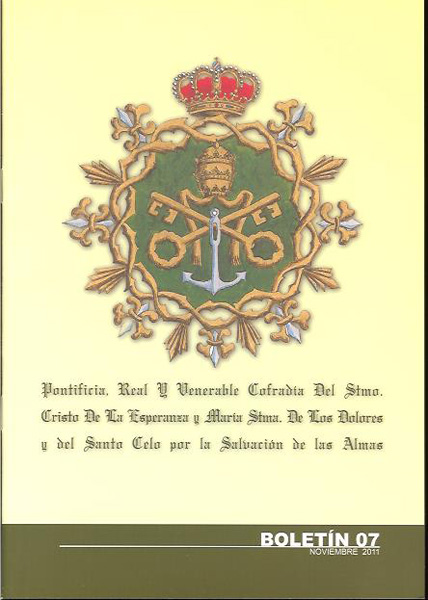 Pontificia, Real Y Venerable Cofradía Del Stmo.
Cristo De La Esperanza y María Stma. De Los Dolores
y del Santo Celo por la Salvación de las Almas
BOLETÍN 07
NOVIEMBRE 2011